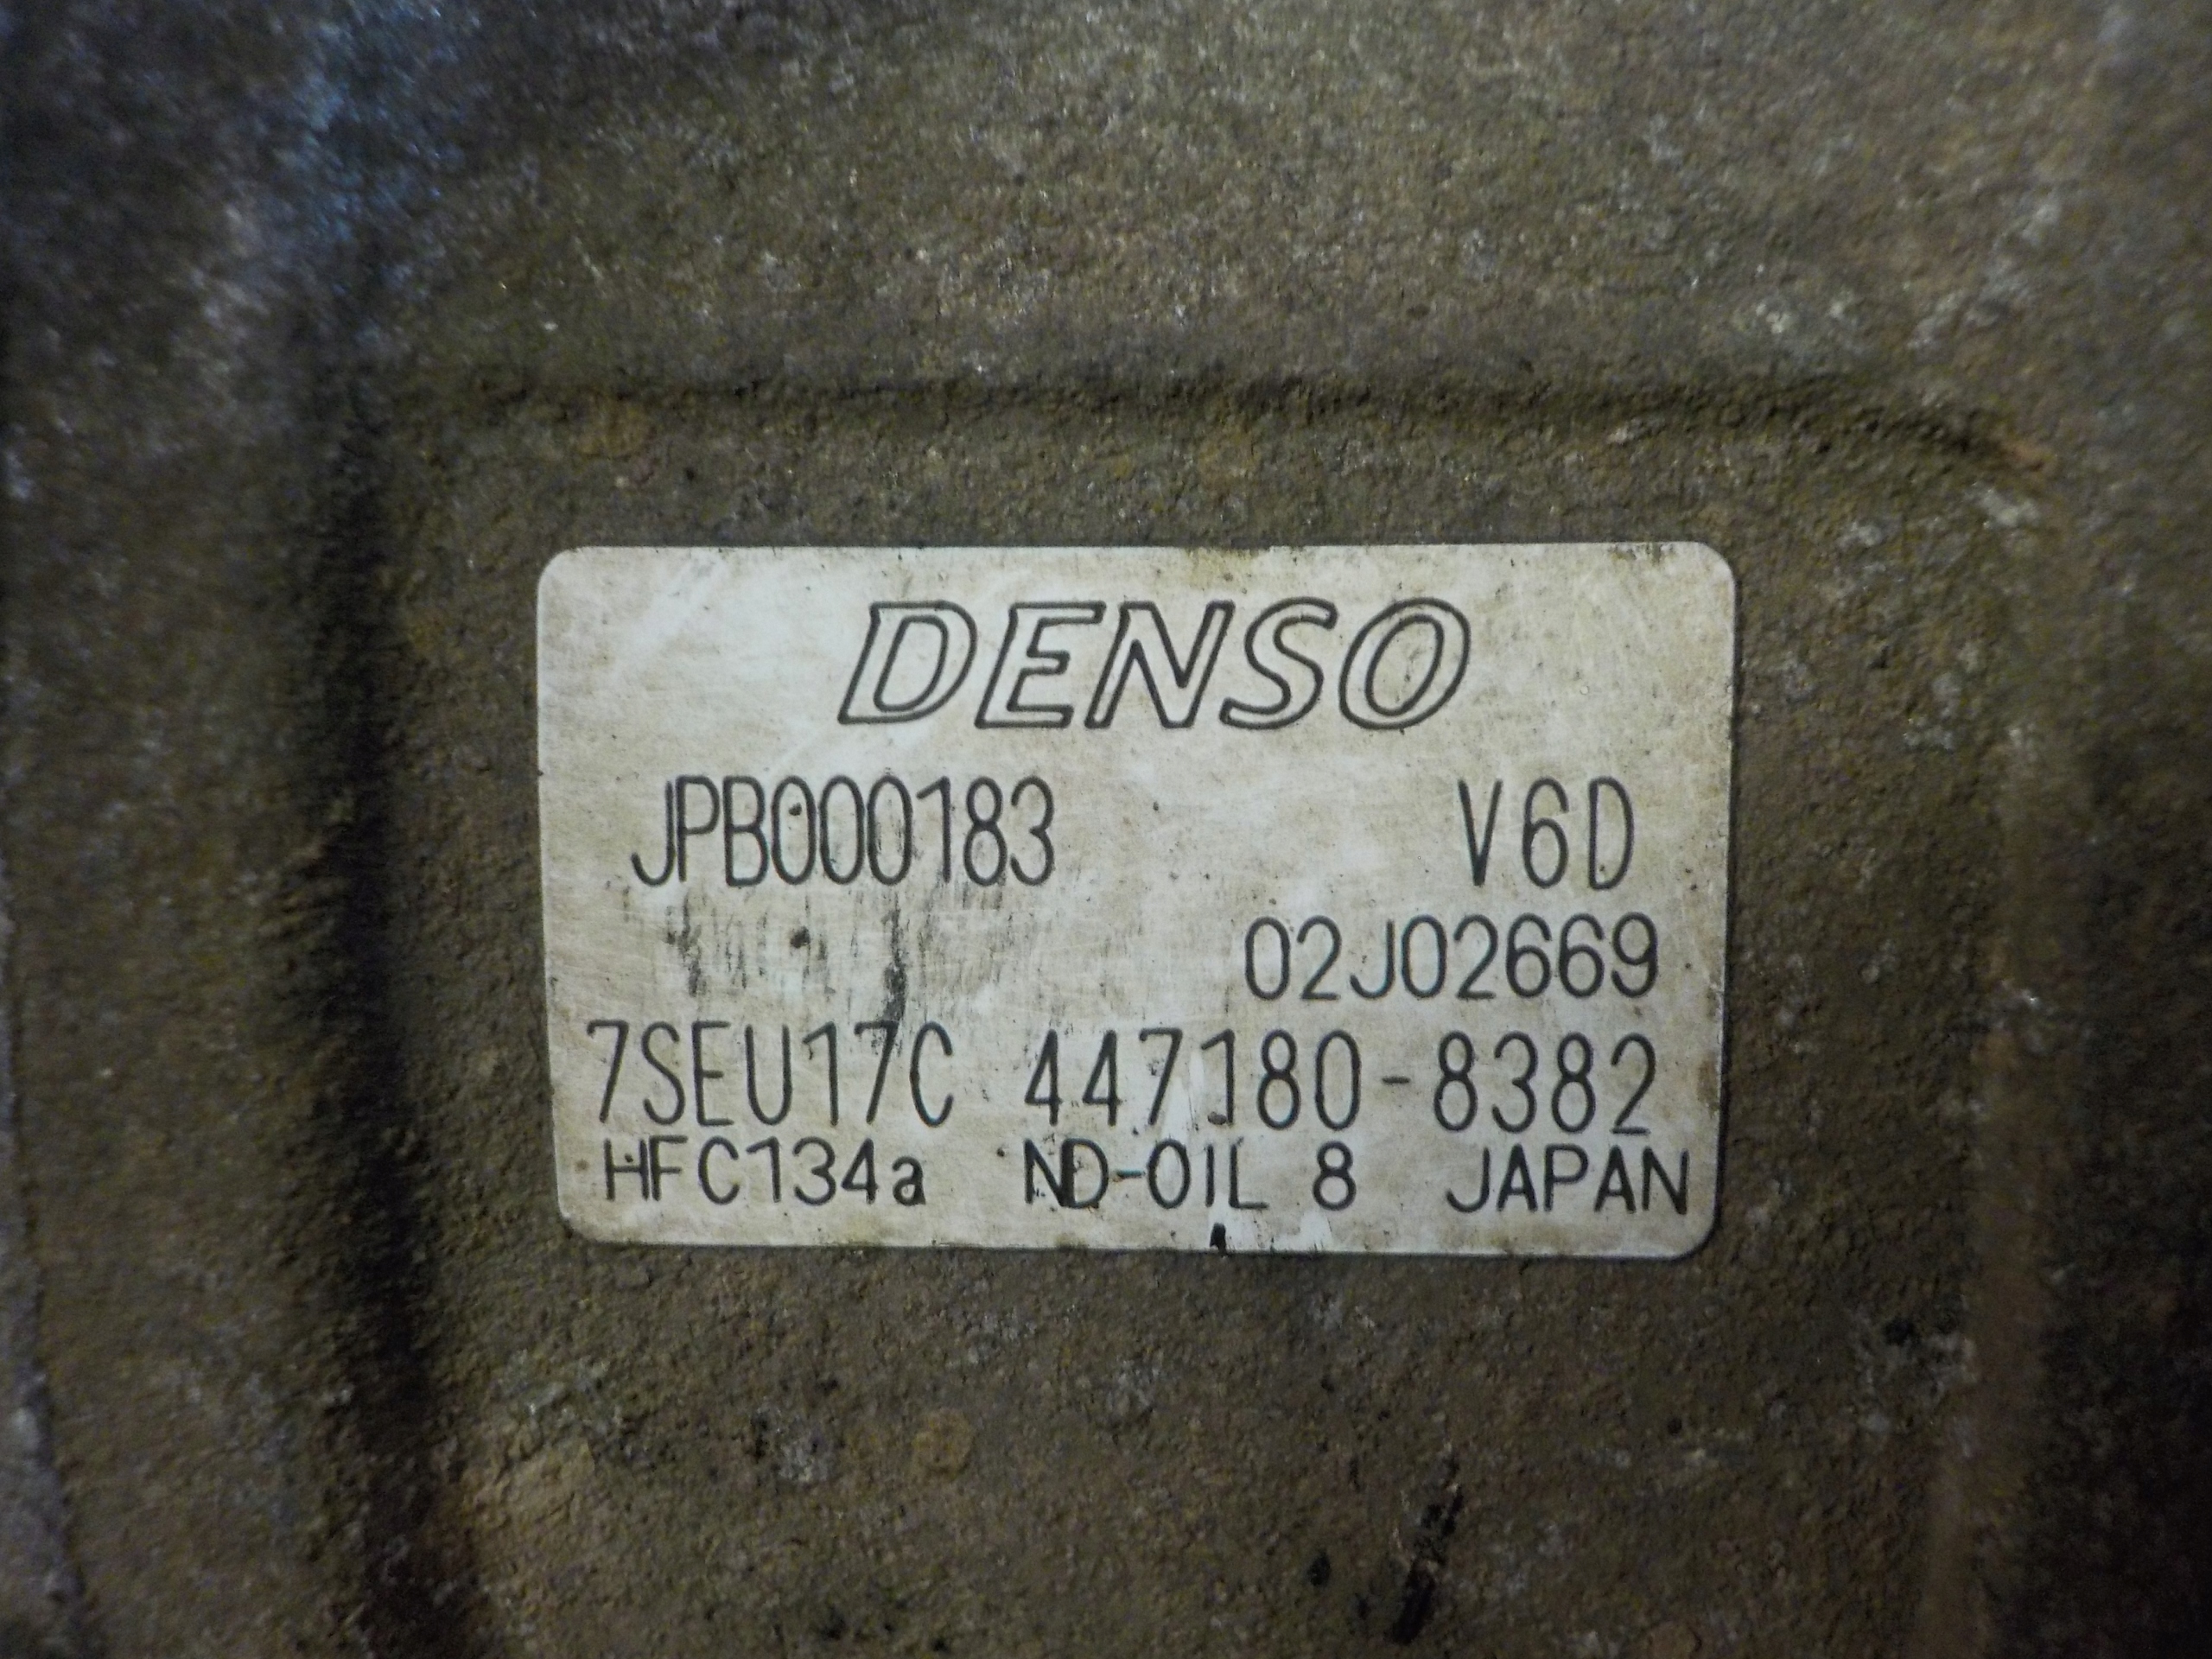 DENSO
JPB000183 V6D
02J02669
7SEU17C 447180-8382
HFC134a ND-OIL 8 JAPAN